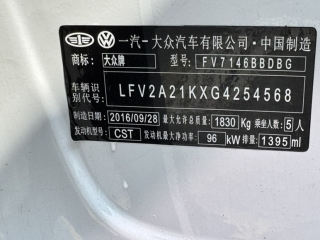 一汽-大众汽车有限公司·中国制造
商标: 大众牌 型号: FV7146BBDBG
车辆识别代号: LFV2A21KXG4254568
制造日期: 2016/09/28 最大允许总质量: 1830 Kg 乘坐人数: 5 人
发动机型号: CST 发动机最大净功率: 96 kW 排量: 1395 ml